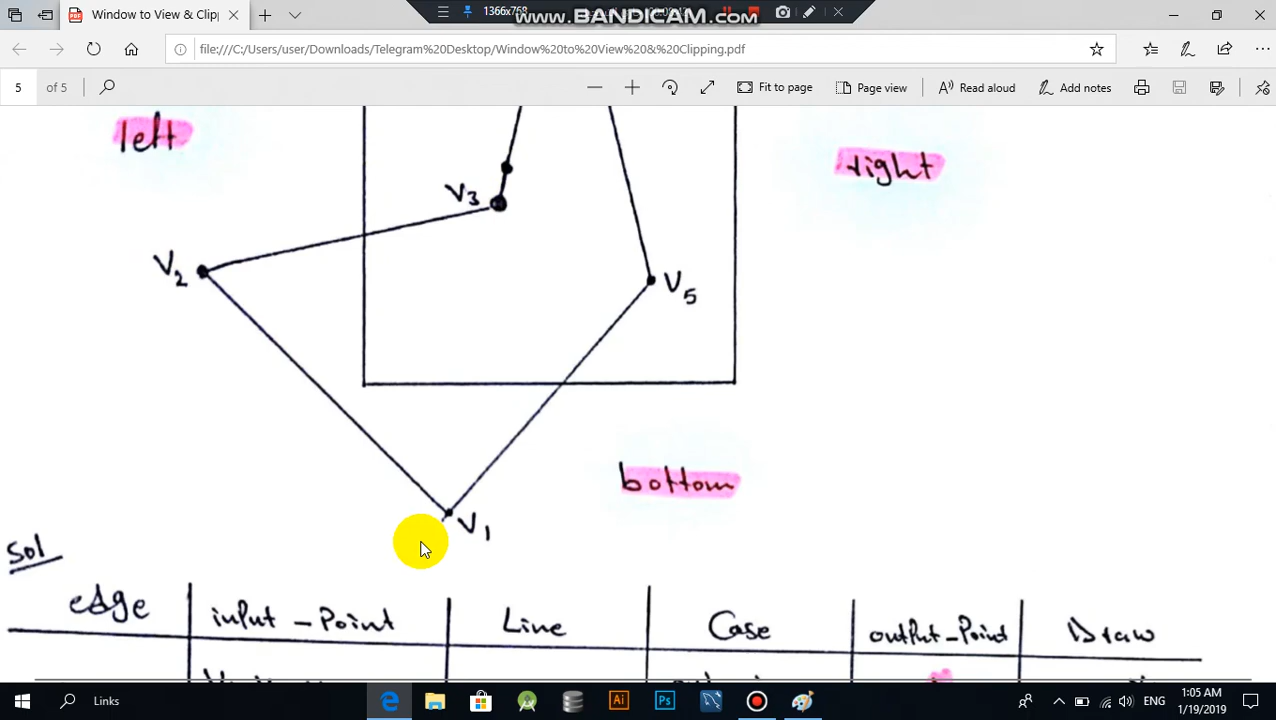 1366x768
www.BANDICAM.com
Window to View & Clip
file:///C:/Users/user/Downloads/Telegram%20Desktop/Window%20to%20View%20&%20Clipping.pdf
5 of 5
Fit to page
Page view
Read aloud
Add notes
left
right
V3
V2
V5
bottom
V1
Sol
edge
input-Point
Line
Case
output-Point
Draw
Links
Ai
Ps
ENG
1:05 AM
1/19/2019